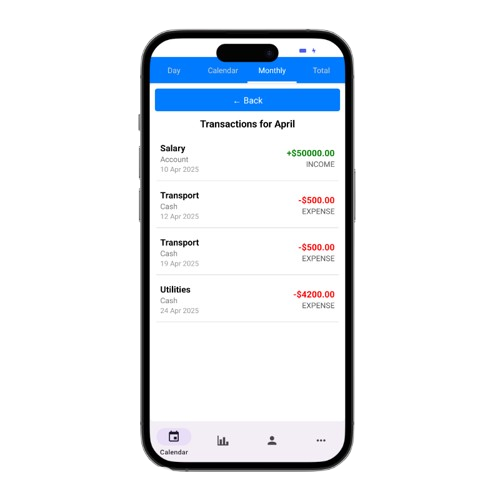 Day Calendar Monthly Total
← Back
Transactions for April
Salary
+$50000.00
Account
INCOME
10 Apr 2025
Transport
-$500.00
Cash
EXPENSE
12 Apr 2025
Transport
-$500.00
Cash
EXPENSE
19 Apr 2025
Utilities
-$4200.00
Cash
EXPENSE
24 Apr 2025
Calendar